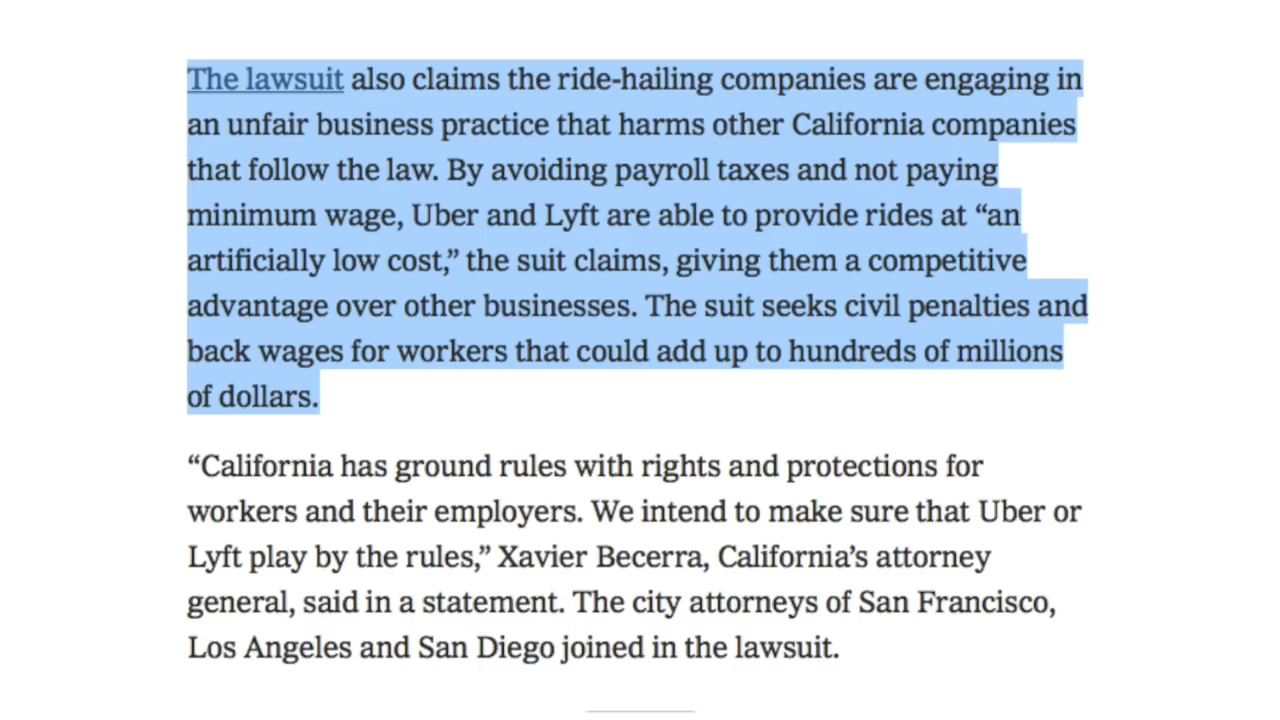 The lawsuit also claims the ride-hailing companies are engaging in
an unfair business practice that harms other California companies
that follow the law. By avoiding payroll taxes and not paying
minimum wage, Uber and Lyft are able to provide rides at “an
artificially low cost,” the suit claims, giving them a competitive
advantage over other businesses. The suit seeks civil penalties and
back wages for workers that could add up to hundreds of millions
of dollars.
“California has ground rules with rights and protections for
workers and their employers. We intend to make sure that Uber or
Lyft play by the rules,” Xavier Becerra, California’s attorney
general, said in a statement. The city attorneys of San Francisco,
Los Angeles and San Diego joined in the lawsuit.